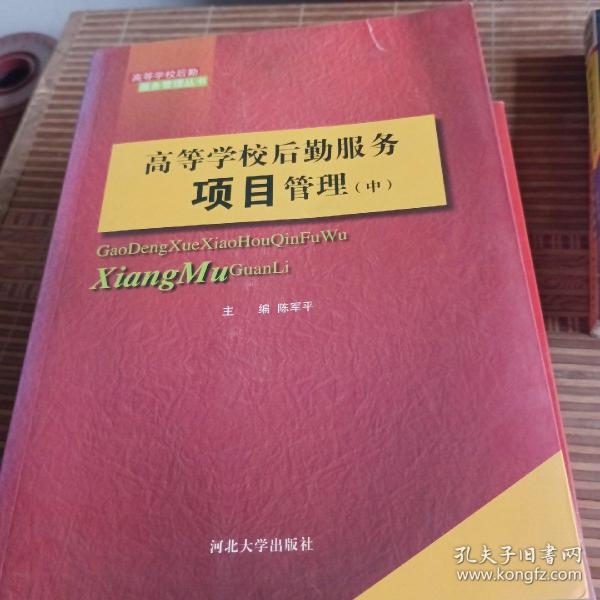 高等学校后勤
服务管理丛书
高等学校后勤服务
项目管理(中)
GaoDengXueXiaoHouQinFuWu
XiangMuGuanLi
主 编 陈军平
河北大学出版社
孔夫子旧书网
www.kongfz.com